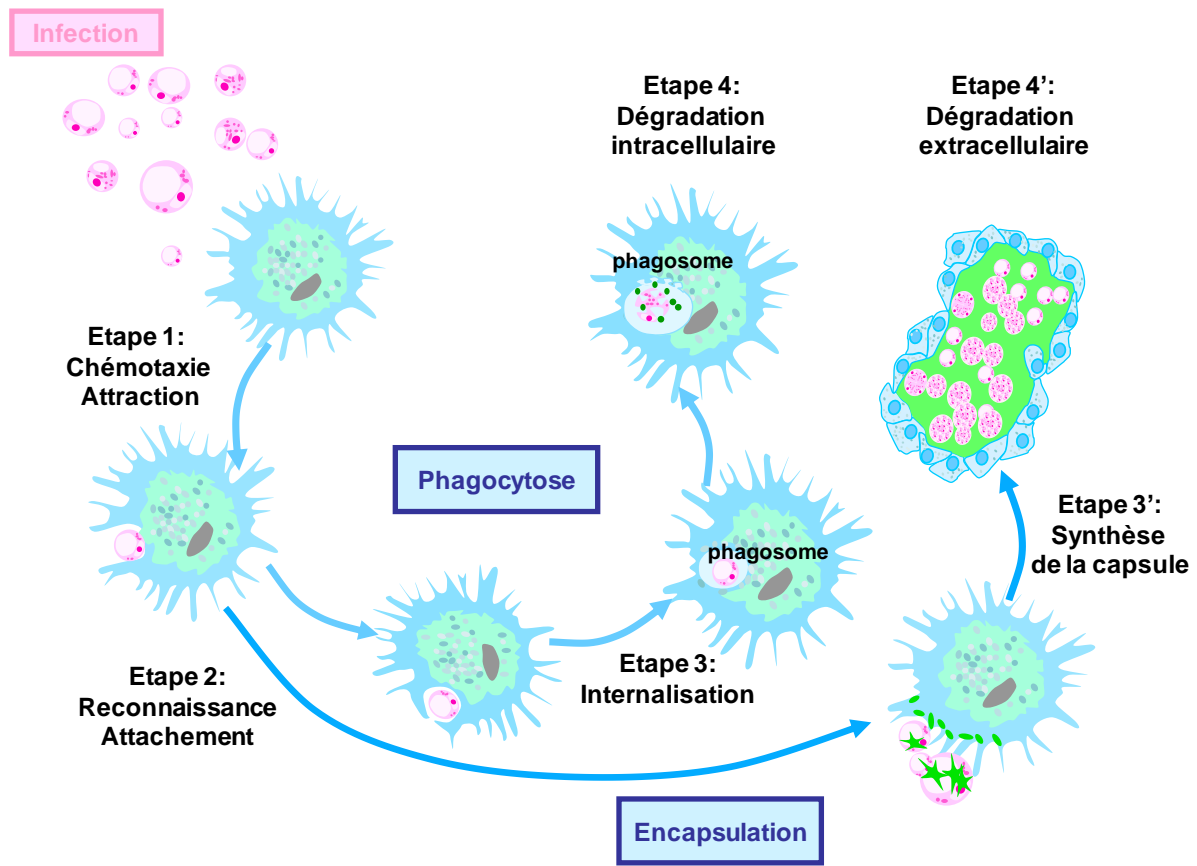 Infection
Etape 4:
Dégradation
intracellulaire
Etape 4’:
Dégradation
extracellulaire
phagosome
Etape 1:
Chémotaxie
Attraction
Phagocytose
phagosome
Etape 3’:
Synthèse
de la capsule
Etape 2:
Reconnaissance
Attachement
Etape 3:
Internalisation
Encapsulation